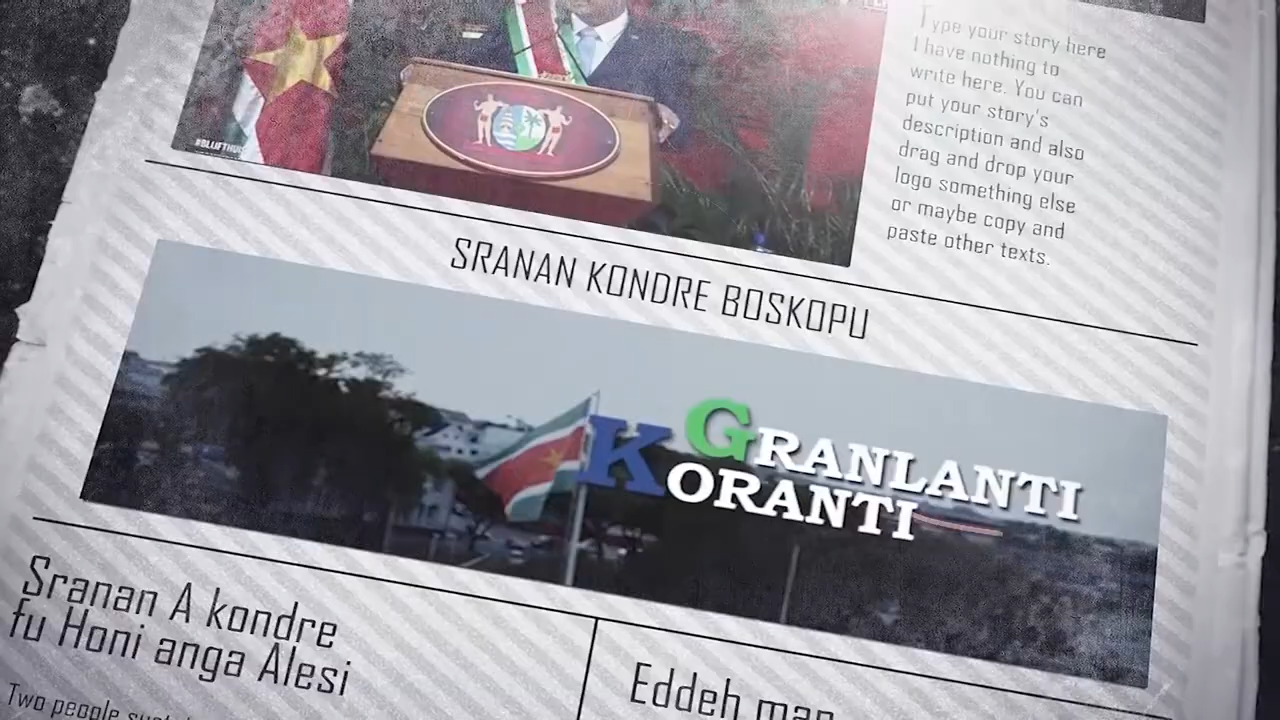 Type your story here
I have nothing to
write here. You can
put your story's
description and also
drag and drop your
logo something else
or maybe copy and
paste other texts.
SRANAN KONDRE BOSKOPU
GRANLANTI
KORANTI
Sranan A kondre
fu Honi anga Alesi
Two people
Eddeh man